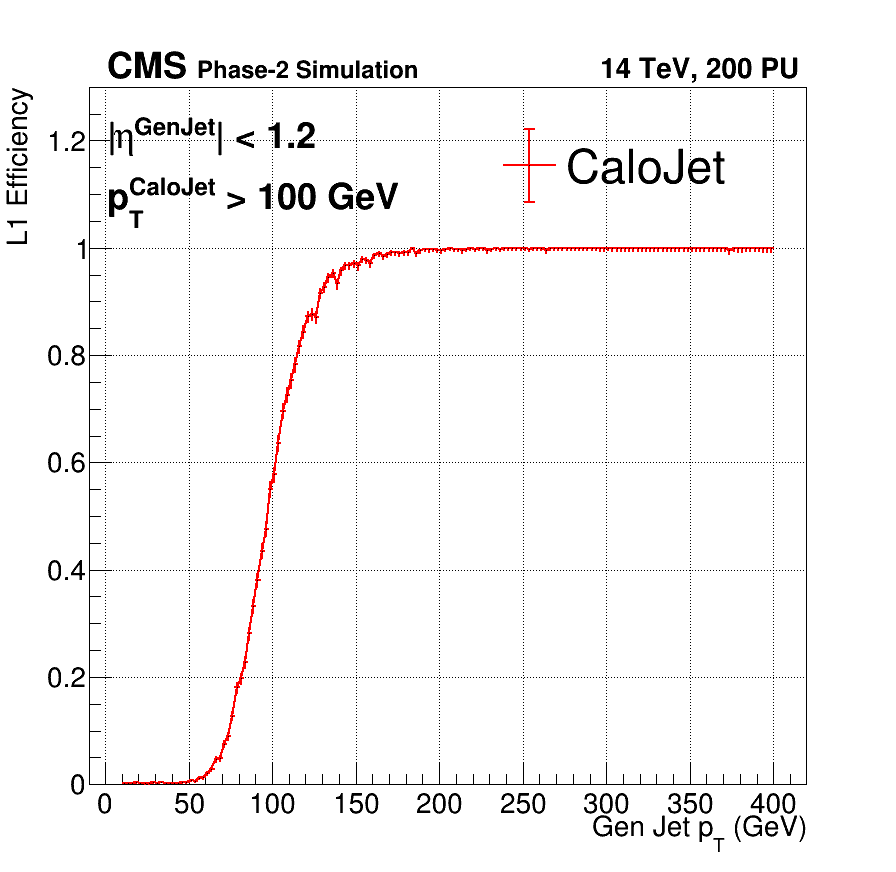 CMS Phase-2 Simulation 14 TeV, 200 PU
L1 Efficiency
|η^GenJet| < 1.2
p_T^CaloJet > 100 GeV
CaloJet
1.2
1
0.8
0.6
0.4
0.2
0
0 50 100 150 200 250 300 350 400
Gen Jet p_T (GeV)